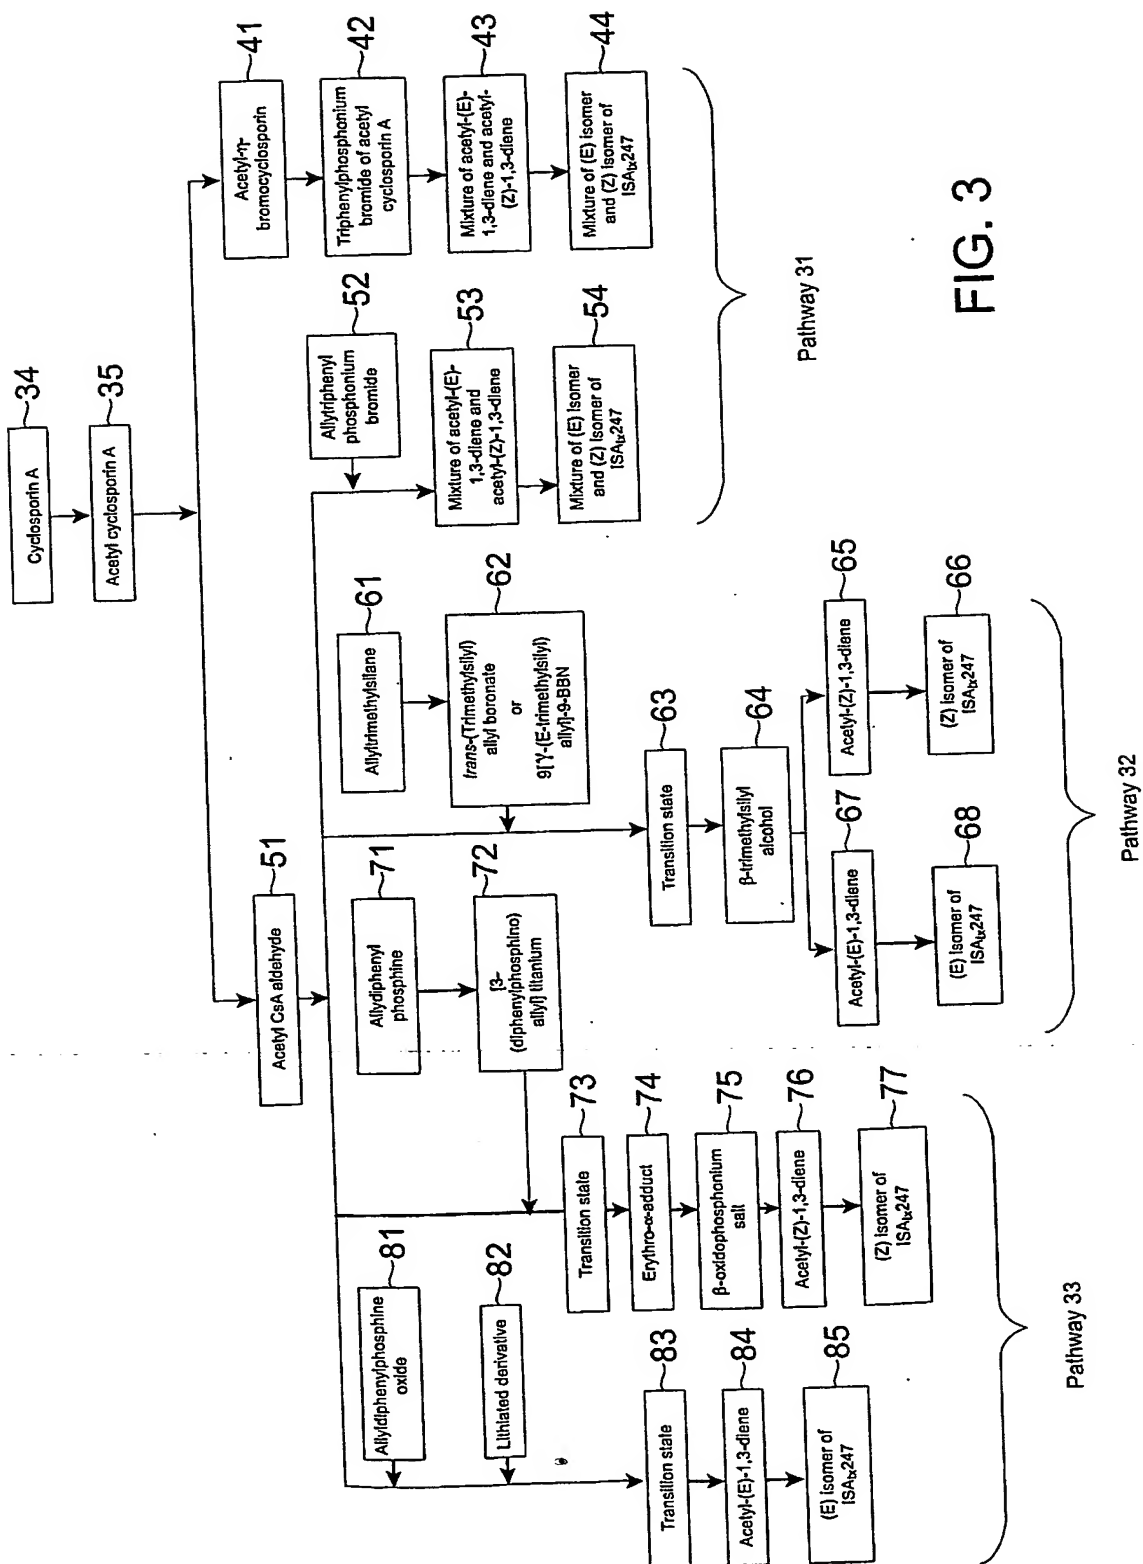 Cyclosporin A
34
Acetyl cyclosporin A
35
Acetyl-η-
bromocyclosporin
41
Triphenylphosphonium
bromide of acetyl
cyclosporin A
42
Mixture of acetyl-(E)-
1,3-diene and acetyl-
(Z)-1,3-diene
43
Mixture of (E) isomer
and (Z) Isomer of
ISAtx247
44
Acetyl CsA aldehyde
51
Allytriphenyl
phosphonium
bromide
52
Mixture of acetyl-(E)-
1,3-diene and
acetyl-(Z)-1,3-diene
53
Mixture of (E) Isomer
and (Z) Isomer of
ISAtx247
54
Pathway 31
Allyltrimethylsilane
61
trans-(Trimethylsilyl)
allyl boronate
or
9[γ-(E-trimethylsilyl)
allyl]-9-BBN
62
Transition state
63
β-trimethylsilyl
alcohol
64
Acetyl-(Z)-1,3-diene
65
(Z) Isomer of
ISAtx247
66
Acetyl-(E)-1,3-diene
67
(E) Isomer of
ISAtx247
68
Pathway 32
Allydiphenyl
phosphine
71
[3-
(diphenylphosphino)
allyl] titanium
72
Transition state
73
Erythro-α-adduct
74
β-oxidophosphonium
salt
75
Acetyl-(Z)-1,3-diene
76
(Z) Isomer of
ISAtx247
77
Allyldiphenylphosphine
oxide
81
Lithiated derivative
82
Transition state
83
Acetyl-(E)-1,3-diene
84
(E) Isomer of
ISAtx247
85
Pathway 33
FIG. 3